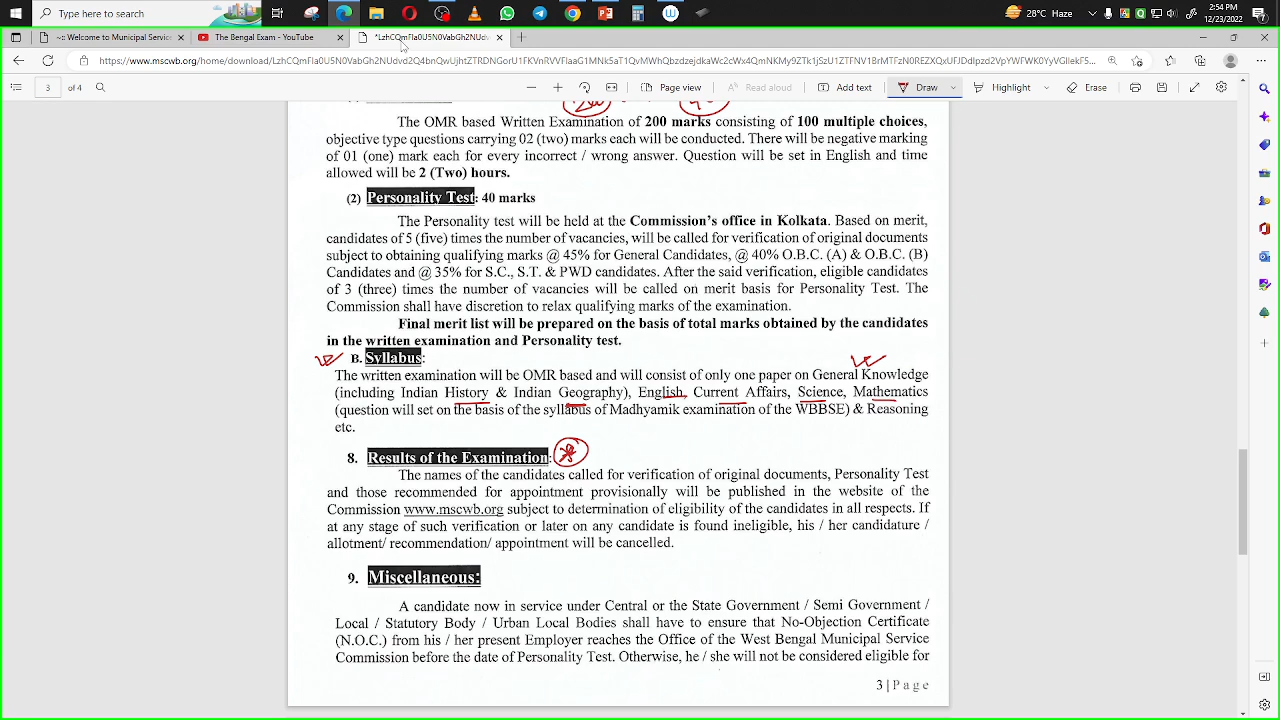 Type here to search
28°C Haze
2:54 PM
12/23/2022
~:: Welcome to Municipal Service
The Bengal Exam - YouTube
*LzhCQmFla0U5N0VabGh2NUdv
3 of 4
Page view
Read aloud
Add text
Draw
Highlight
Erase
The OMR based Written Examination of 200 marks consisting of 100 multiple choices,
objective type questions carrying 02 (two) marks each will be conducted. There will be negative marking
of 01 (one) mark each for every incorrect / wrong answer. Question will be set in English and time
allowed will be 2 (Two) hours.
(2) Personality Test: 40 marks
The Personality test will be held at the Commission's office in Kolkata. Based on merit,
candidates of 5 (five) times the number of vacancies, will be called for verification of original documents
subject to obtaining qualifying marks @ 45% for General Candidates, @ 40% O.B.C. (A) & O.B.C. (B)
Candidates and @ 35% for S.C., S.T. & PWD candidates. After the said verification, eligible candidates
of 3 (three) times the number of vacancies will be called on merit basis for Personality Test. The
Commission shall have discretion to relax qualifying marks of the examination.
Final merit list will be prepared on the basis of total marks obtained by the candidates
in the written examination and Personality test.
B. Syllabus:
The written examination will be OMR based and will consist of only one paper on General Knowledge
(including Indian History & Indian Geography), English, Current Affairs, Science, Mathematics
(question will set on the basis of the syllabus of Madhyamik examination of the WBBSE) & Reasoning
etc.
8. Results of the Examination:
The names of the candidates called for verification of original documents, Personality Test
and those recommended for appointment provisionally will be published in the website of the
Commission www.mscwb.org subject to determination of eligibility of the candidates in all respects. If
at any stage of such verification or later on any candidate is found ineligible, his / her candidature /
allotment/ recommendation/ appointment will be cancelled.
9. Miscellaneous:
A candidate now in service under Central or the State Government / Semi Government /
Local / Statutory Body / Urban Local Bodies shall have to ensure that No-Objection Certificate
(N.O.C.) from his / her present Employer reaches the Office of the West Bengal Municipal Service
Commission before the date of Personality Test. Otherwise, he / she will not be considered eligible for
3 | P a g e